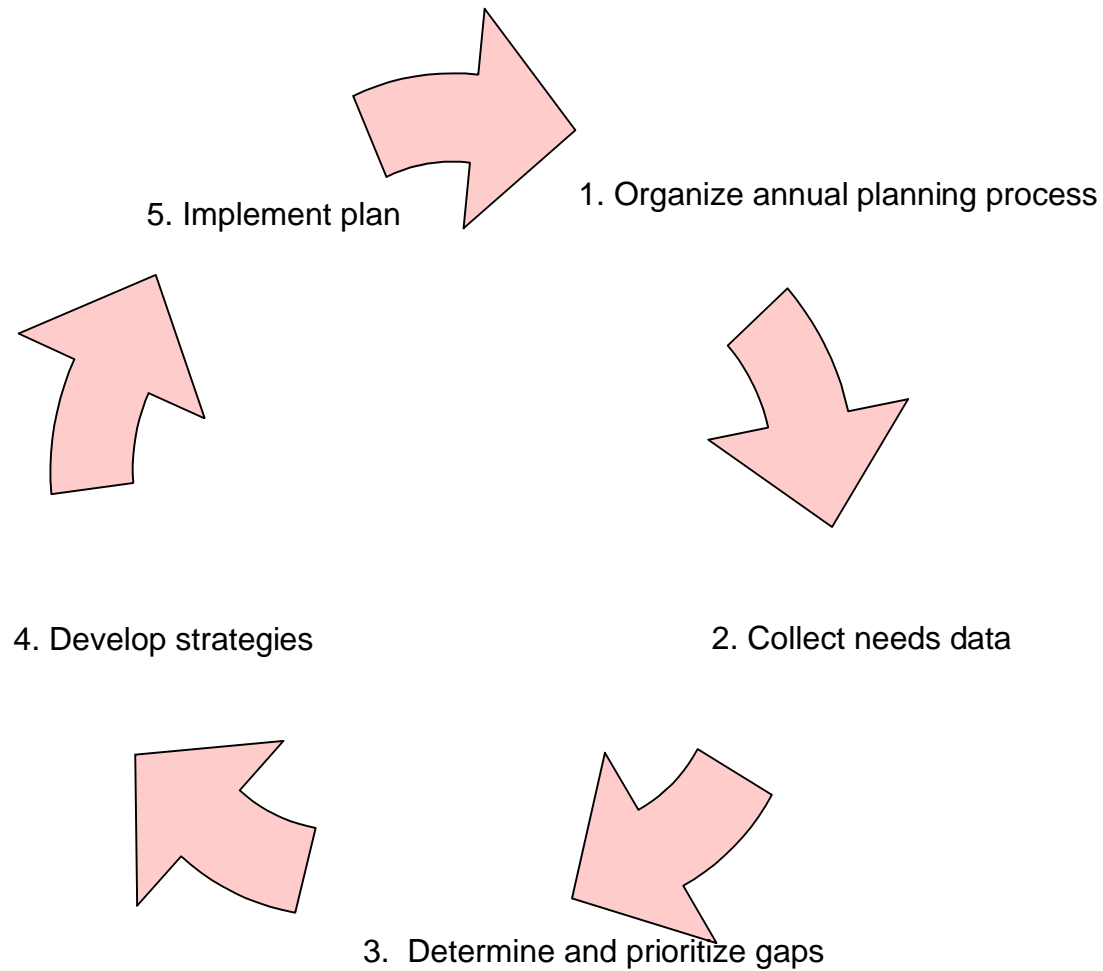 1. Organize annual planning process
2. Collect needs data
3.  Determine and prioritize gaps
4. Develop strategies
5. Implement plan